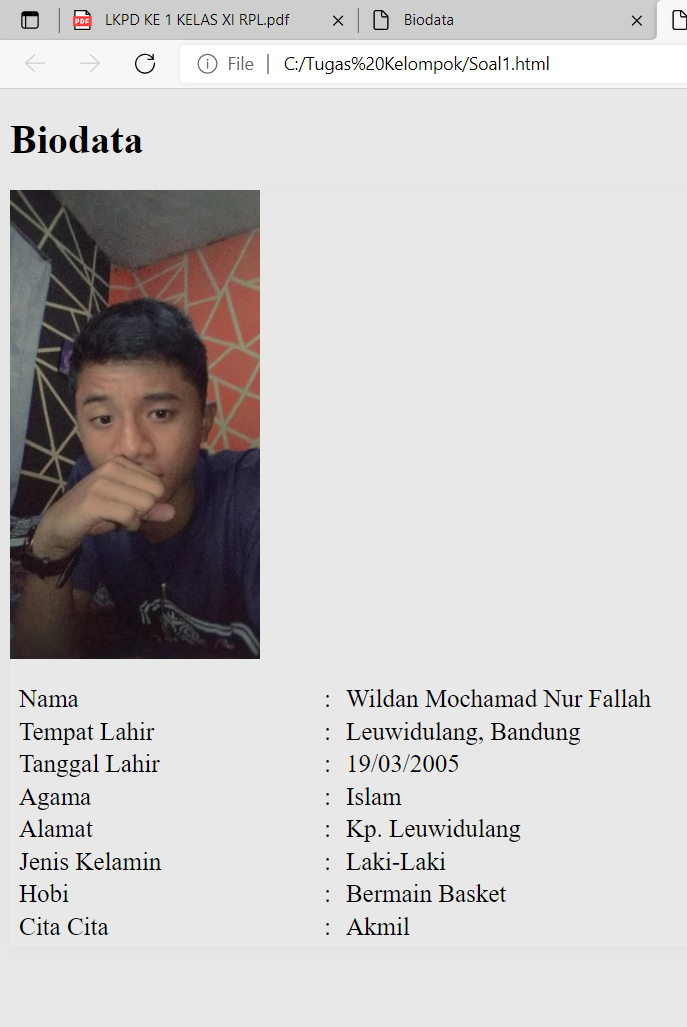 LKPD KE 1 KELAS XI RPL.pdf
Biodata
File
C:/Tugas%20Kelompok/Soal1.html
Biodata
Nama : Wildan Mochamad Nur Fallah
Tempat Lahir : Leuwidulang, Bandung
Tanggal Lahir : 19/03/2005
Agama : Islam
Alamat : Kp. Leuwidulang
Jenis Kelamin : Laki-Laki
Hobi : Bermain Basket
Cita Cita : Akmil